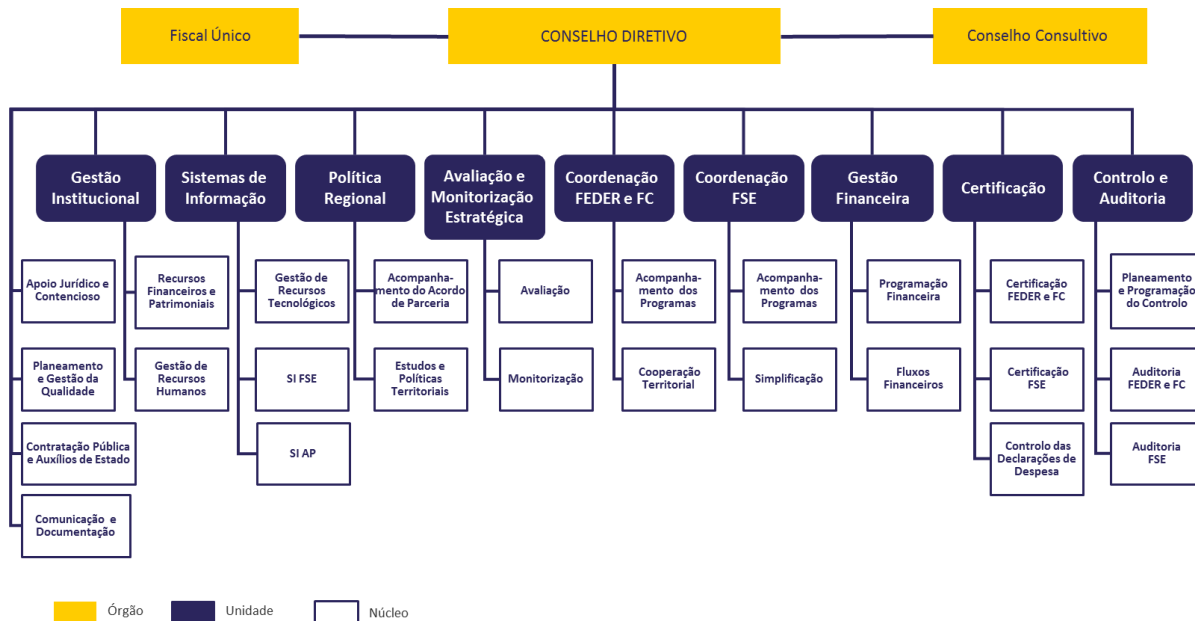 Fiscal Único
CONSELHO DIRETIVO
Conselho Consultivo
Gestão
Institucional
Sistemas de
Informação
Política
Regional
Avaliação e
Monitorização
Estratégica
Coordenação
FEDER e FC
Coordenação
FSE
Gestão
Financeira
Certificação
Controlo e
Auditoria
Apoio Jurídico e
Contencioso
Recursos
Financeiros e
Patrimoniais
Gestão de
Recursos
Tecnológicos
Acompanha-
mento do Acordo
de Parceria
Avaliação
Acompanha-
mento dos
Programas
Acompanha-
mento dos
Programas
Programação
Financeira
Certificação
FEDER e FC
Planeamento
e Programação
do Controlo
Planeamento
e Gestão da
Qualidade
Gestão de
Recursos
Humanos
SI FSE
Estudos e
Políticas
Territoriais
Monitorização
Cooperação
Territorial
Simplificação
Fluxos
Financeiros
Certificação
FSE
Auditoria
FEDER e FC
Contratação Pública
e Auxílios de Estado
SI AP
Controlo das
Declarações de
Despesa
Auditoria
FSE
Comunicação e
Documentação
Órgão
Unidade
Núcleo